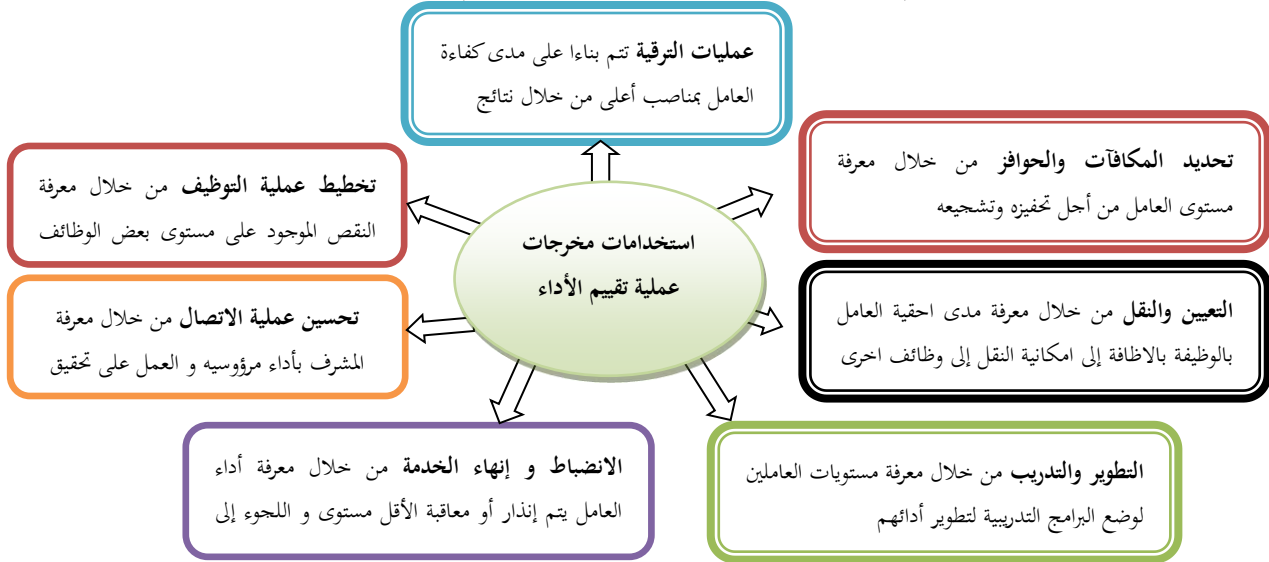 عمليات الترقية تتم بناءا على مدى كفاءة
العامل بمناصب أعلى من خلال نتائج
تحديد المكافآت والحوافز من خلال معرفة
مستوى العامل من أجل تحفيزه وتشجيعه
تخطيط عملية التوظيف من خلال معرفة
النقص الموجود على مستوى بعض الوظائف
استخدامات مخرجات
عملية تقييم الأداء
التعيين والنقل من خلال معرفة مدى احقية العامل
بالوظيفة بالاظافة إلى امكانية النقل إلى وظائف اخرى
تحسين عملية الاتصال من خلال معرفة
المشرف بأداء مرؤوسيه و العمل على تحقيق
التطوير والتدريب من خلال معرفة مستويات العاملين
لوضع البرامج التدريبية لتطوير أدائهم
الانضباط و إنهاء الخدمة من خلال معرفة أداء
العامل يتم إنذار أو معاقبة الأقل مستوى و اللجوء إلى